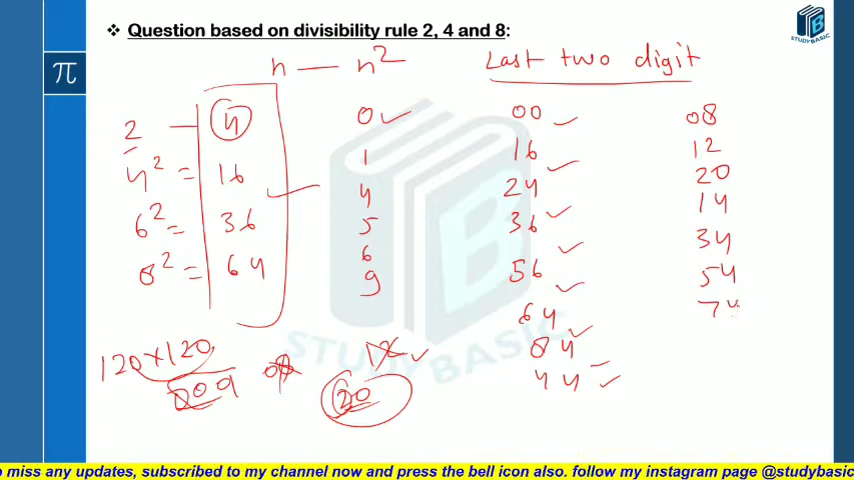 ❖ Question based on divisibility rule 2, 4 and 8:
STUDYBASIC
π
n — n² Last two digit
2 — 4 0 00 08
4² = 16 1 16 12
6² = 36 4 24 20
8² = 64 5 36 14
6 56 34
9 64 54
84 74
44
120×120
12
20
STUDYBASIC
e miss any updates, subscribed to my channel now and press the bell icon also. follow my instagram page @studybasic